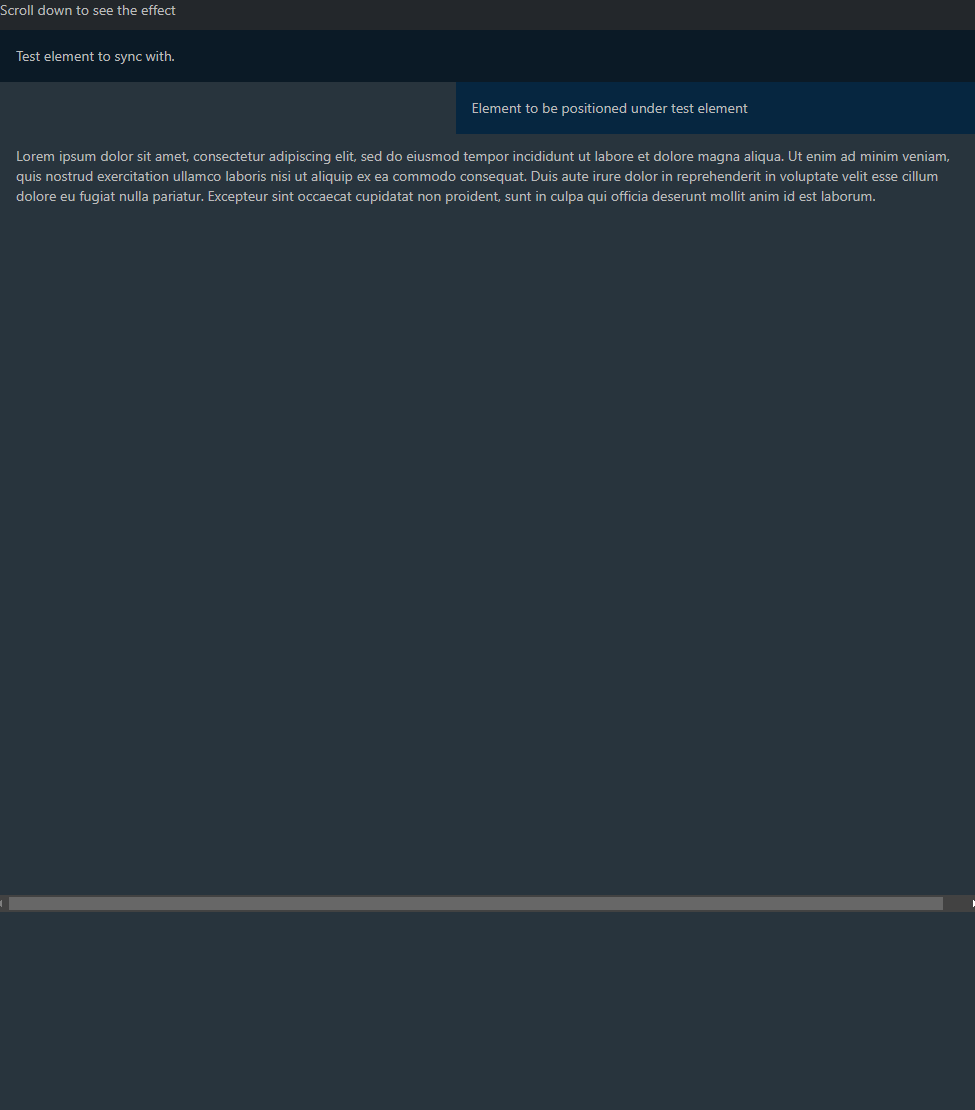 Scroll down to see the effect
Test element to sync with.
Element to be positioned under test element
Lorem ipsum dolor sit amet, consectetur adipiscing elit, sed do eiusmod tempor incididunt ut labore et dolore magna aliqua. Ut enim ad minim veniam,
quis nostrud exercitation ullamco laboris nisi ut aliquip ex ea commodo consequat. Duis aute irure dolor in reprehenderit in voluptate velit esse cillum
dolore eu fugiat nulla pariatur. Excepteur sint occaecat cupidatat non proident, sunt in culpa qui officia deserunt mollit anim id est laborum.